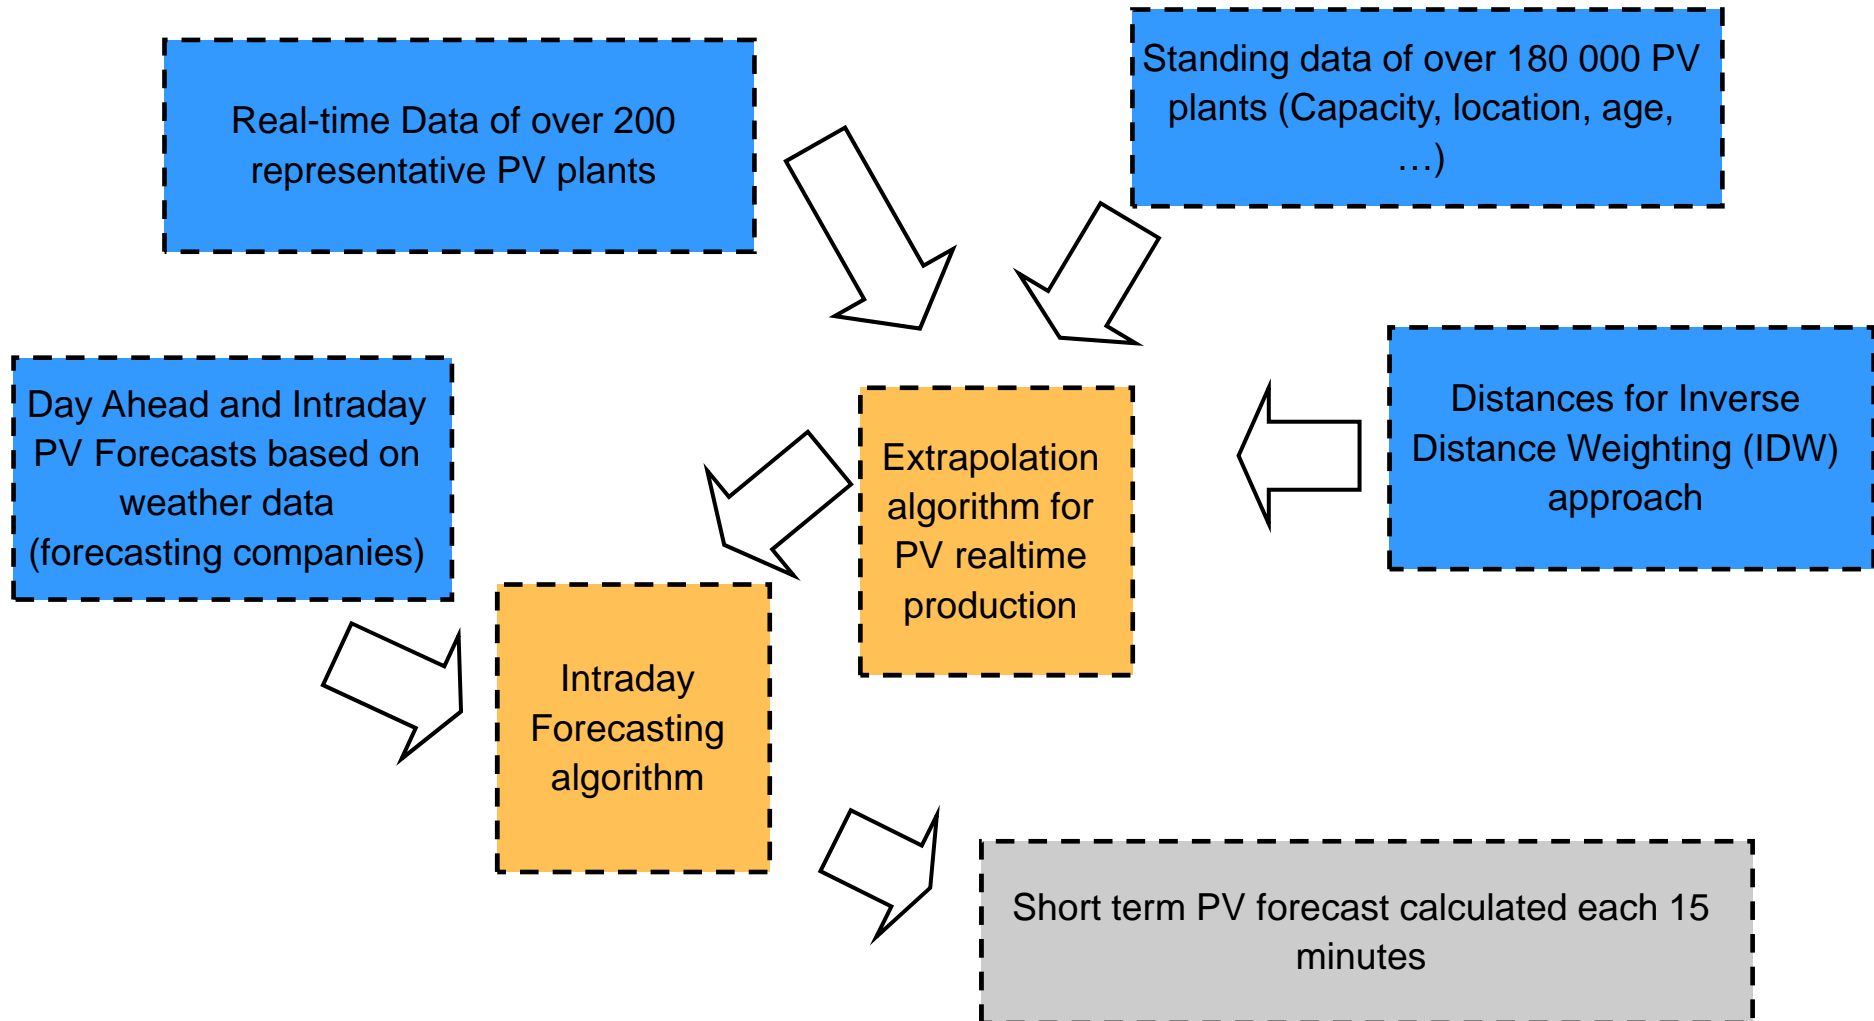 Real-time Data of over 200
representative PV plants
Standing data of over 180 000 PV
plants (Capacity, location, age,
…)
Day Ahead and Intraday
PV Forecasts based on
weather data
(forecasting companies)
Extrapolation
algorithm for
PV realtime
production
Distances for Inverse
Distance Weighting (IDW)
approach
Intraday
Forecasting
algorithm
Short term PV forecast calculated each 15
minutes